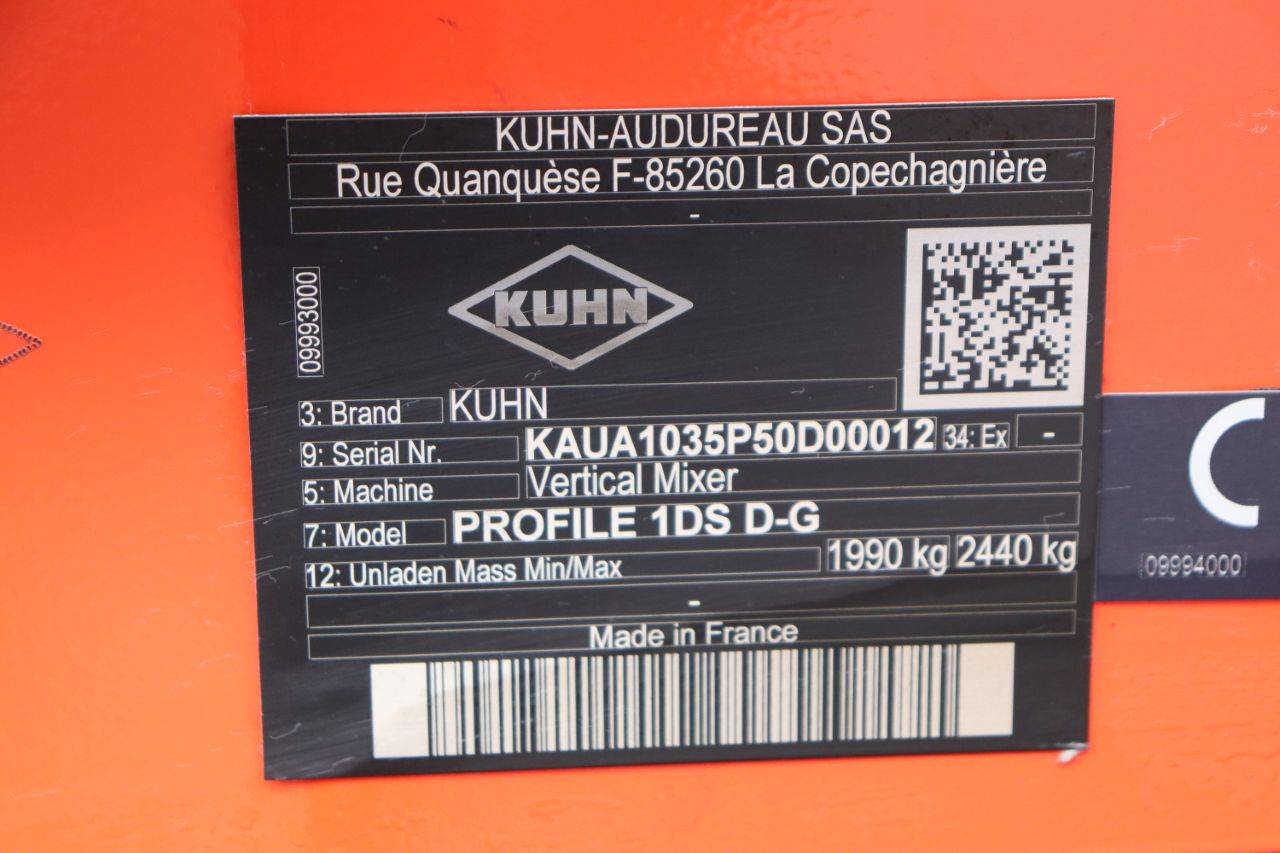 KUHN-AUDUREAU SAS
Rue Quanquèse F-85260 La Copechagnière
-
09993000
KUHN
3: Brand KUHN
9: Serial Nr. KAUA1035P50D00012 34: Ex -
5: Machine Vertical Mixer
7: Model PROFILE 1DS D-G
12: Unladen Mass Min/Max 1990 kg 2440 kg
-
Made in France
C
09994000